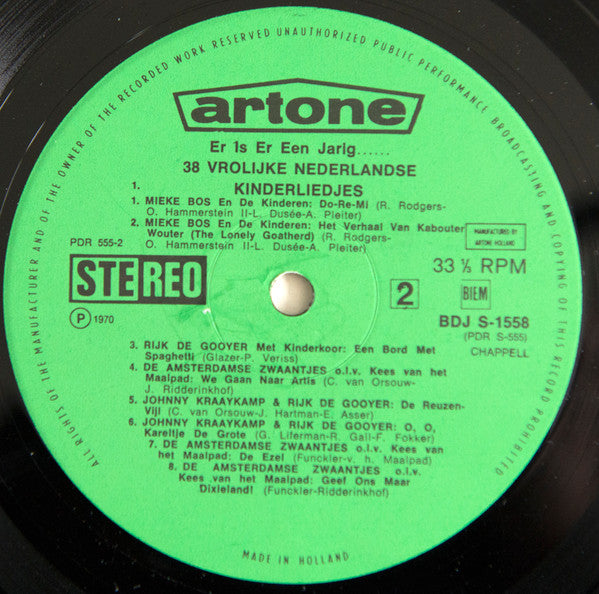 ALL RIGHTS OF THE MANUFACTURER AND OF THE OWNER OF THE RECORDED WORK RESERVED UNAUTHORIZED PUBLIC PERFORMANCE BROADCASTING AND COPYING OF THIS RECORD PROHIBITED
artone
Er Is Er Een Jarig......
38 VROLIJKE NEDERLANDSE
1. KINDERLIEDJES
1. MIEKE BOS En De Kinderen: Do-Re-Mi (R. Rodgers-
O. Hammerstein II-L. Dusée-A. Pleiter)
2. MIEKE BOS En De Kinderen: Het Verhaal Van Kabouter
Wouter (The Lonely Goatherd) (R. Rodgers-
O. Hammerstein II-L. Dusée-A. Pleiter)
MANUFACTURED BY
ARTONE HOLLAND
PDR 555-2
STEREO
33 ⅓ RPM
2
BIEM
Ⓟ 1970
BDJ S-1558
(PDR S-555)
CHAPPELL
3. RIJK DE GOOYER Met Kinderkoor: Een Bord Met
Spaghetti (Glazer-P. Veriss)
4. DE AMSTERDAMSE ZWAANTJES o.l.v. Kees van het
Maalpad: We Gaan Naar Artis (C. van Orsouw-
J. Ridderinkhof)
5. JOHNNY KRAAYKAMP & RIJK DE GOOYER: De Reuzen-
Vijl (C. van Orsouw-J. Hartman-E. Asser)
6. JOHNNY KRAAYKAMP & RIJK DE GOOYER: O, O,
Kareltje De Grote (G. Liferman-R. Gall-F. Fokker)
7. DE AMSTERDAMSE ZWAANTJES o.l.v. Kees van
het Maalpad: De Ezel (Funckler-v. h. Maalpad)
8. DE AMSTERDAMSE ZWAANTJES o.l.v.
Kees van het Maalpad: Geef Ons Maar
Dixieland! (Funckler-Ridderinkhof)
MADE IN HOLLAND